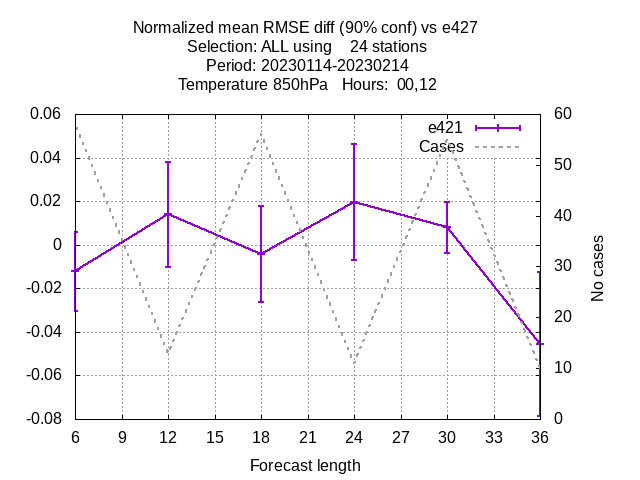 Normalized mean RMSE diff (90% conf) vs e427
Selection: ALL using    24 stations
Period: 20230114-20230214
Temperature 850hPa   Hours:  00,12
0.06
0.04
0.02
0
-0.02
-0.04
-0.06
-0.08
e421
Cases
60
50
40
30
20
10
0
No cases
6 9 12 15 18 21 24 27 30 33 36
Forecast length